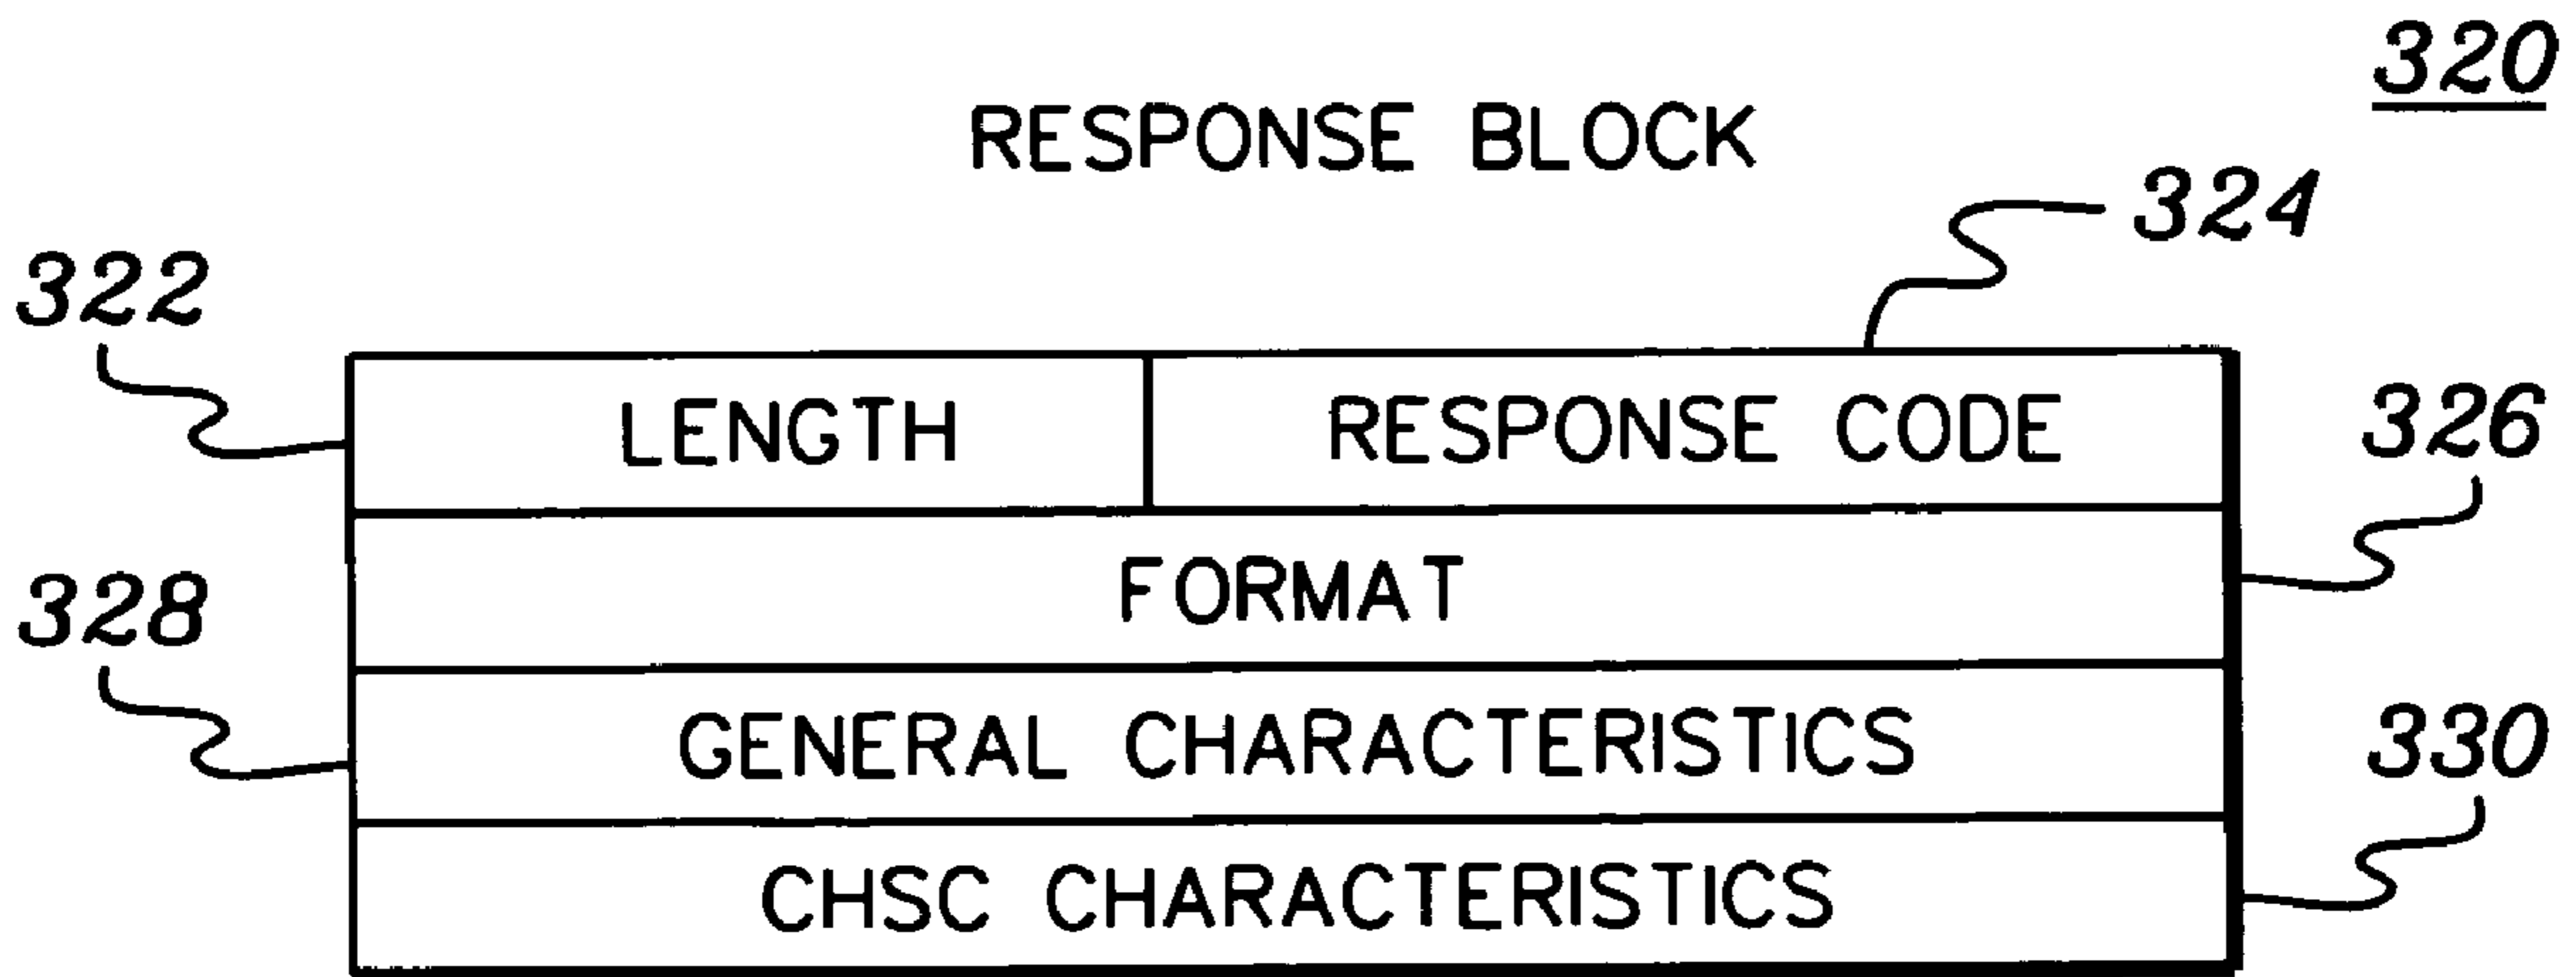 320
RESPONSE BLOCK
324
322
LENGTH RESPONSE CODE
326
FORMAT
328
GENERAL CHARACTERISTICS
330
CHSC CHARACTERISTICS